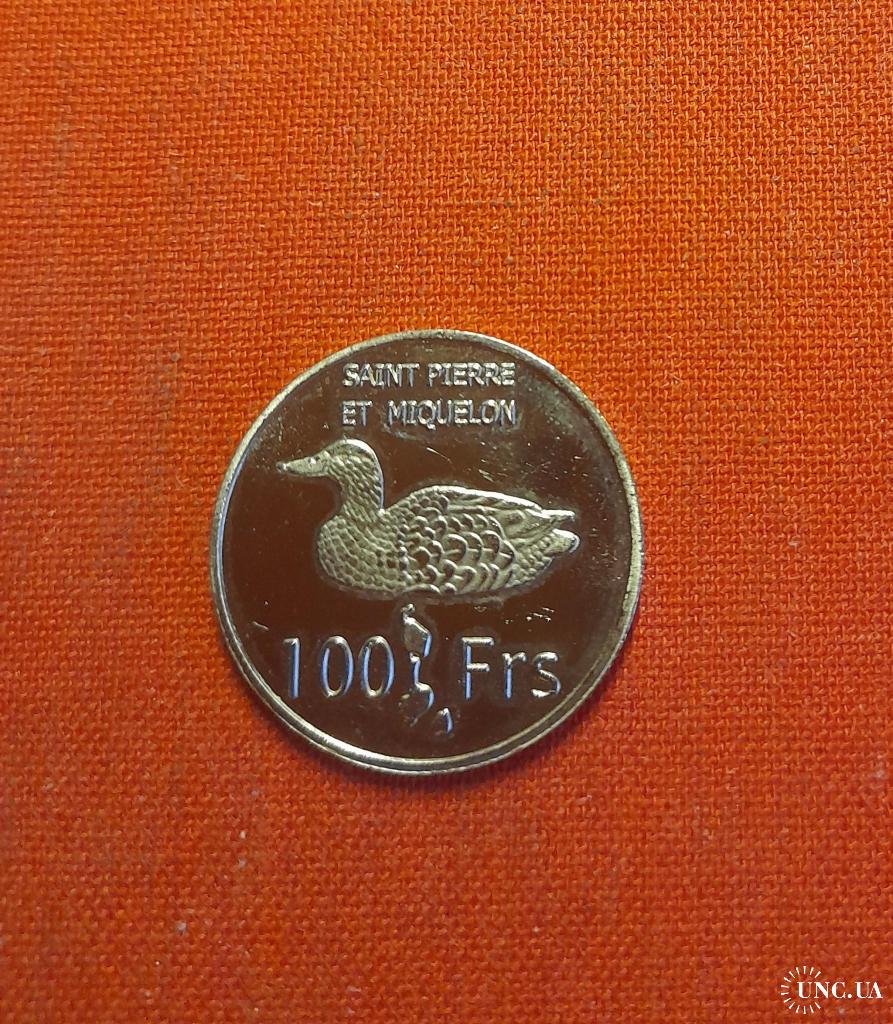 SAINT PIERRE
ET MIQUELON
100 Frs
UNC.UA